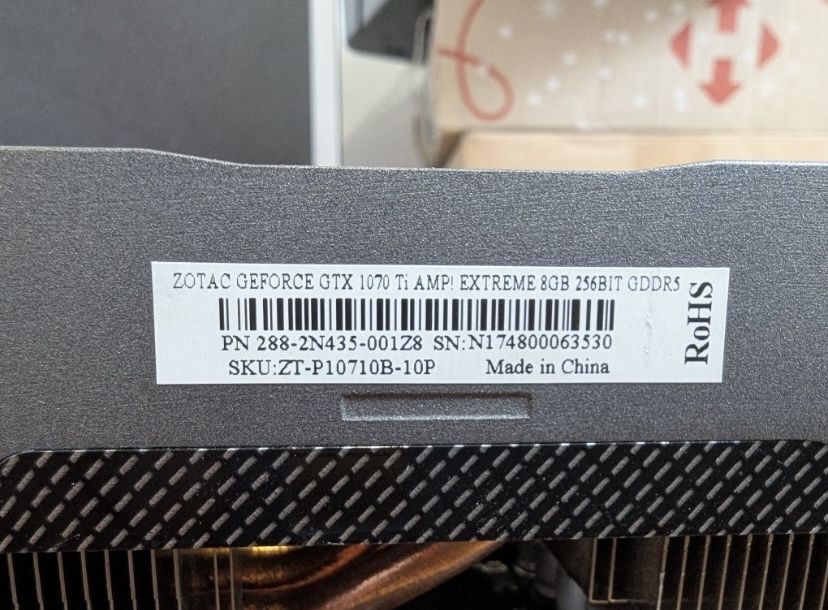 ZOTAC GEFORCE GTX 1070 Ti AMP! EXTREME 8GB 256BIT GDDR5
PN 288-2N435-001Z8 SN:N174800063530
SKU:ZT-P10710B-10P Made in China
RoHS